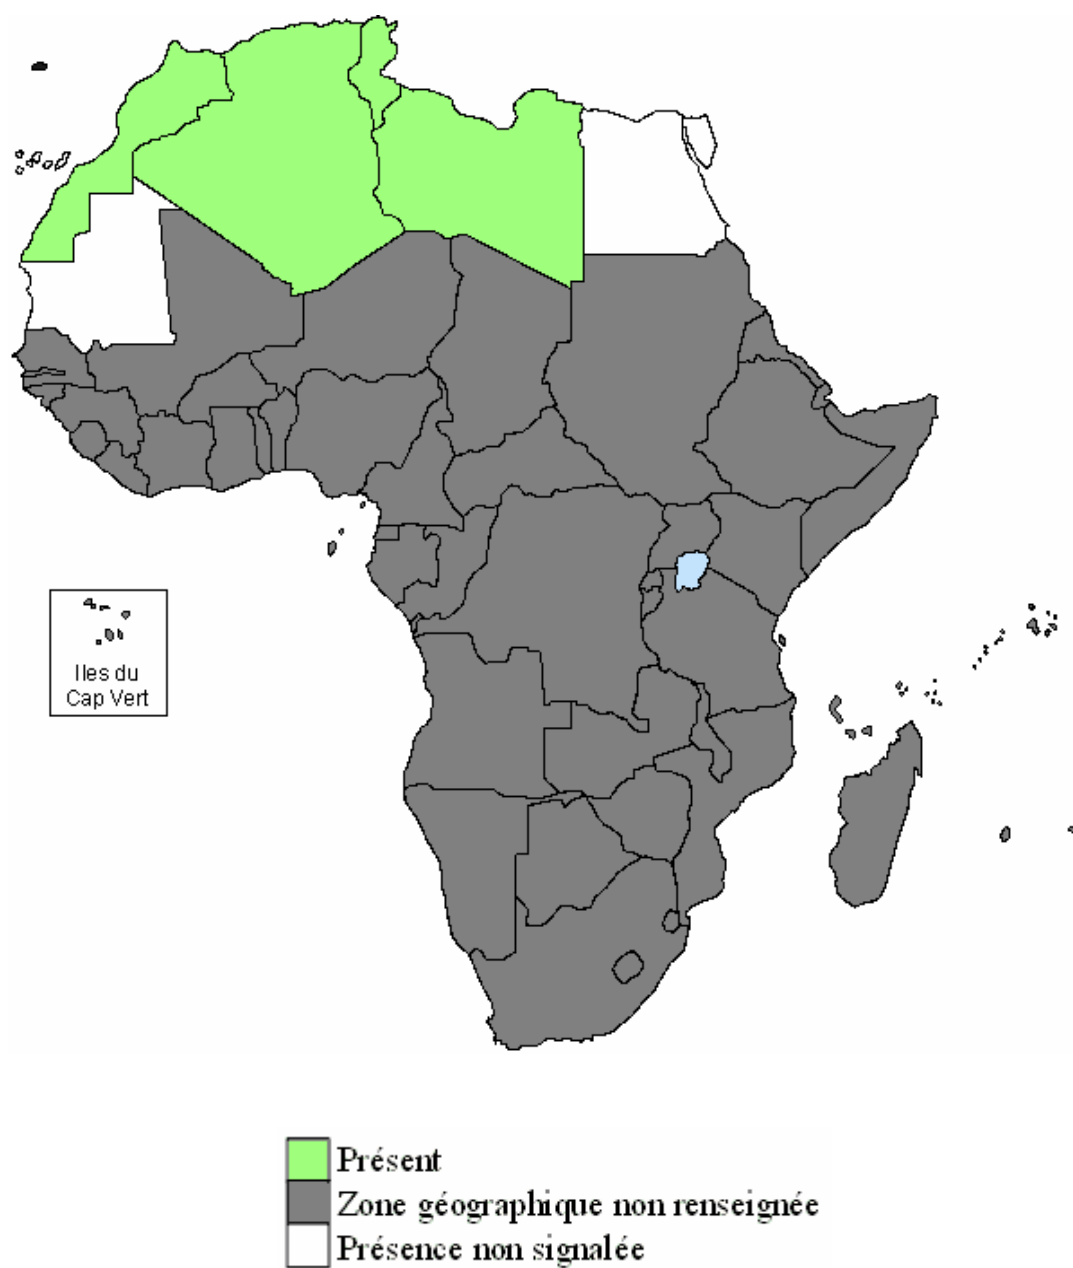 Iles du
Cap Vert
Présent
Zone géographique non renseignée
Présence non signalée